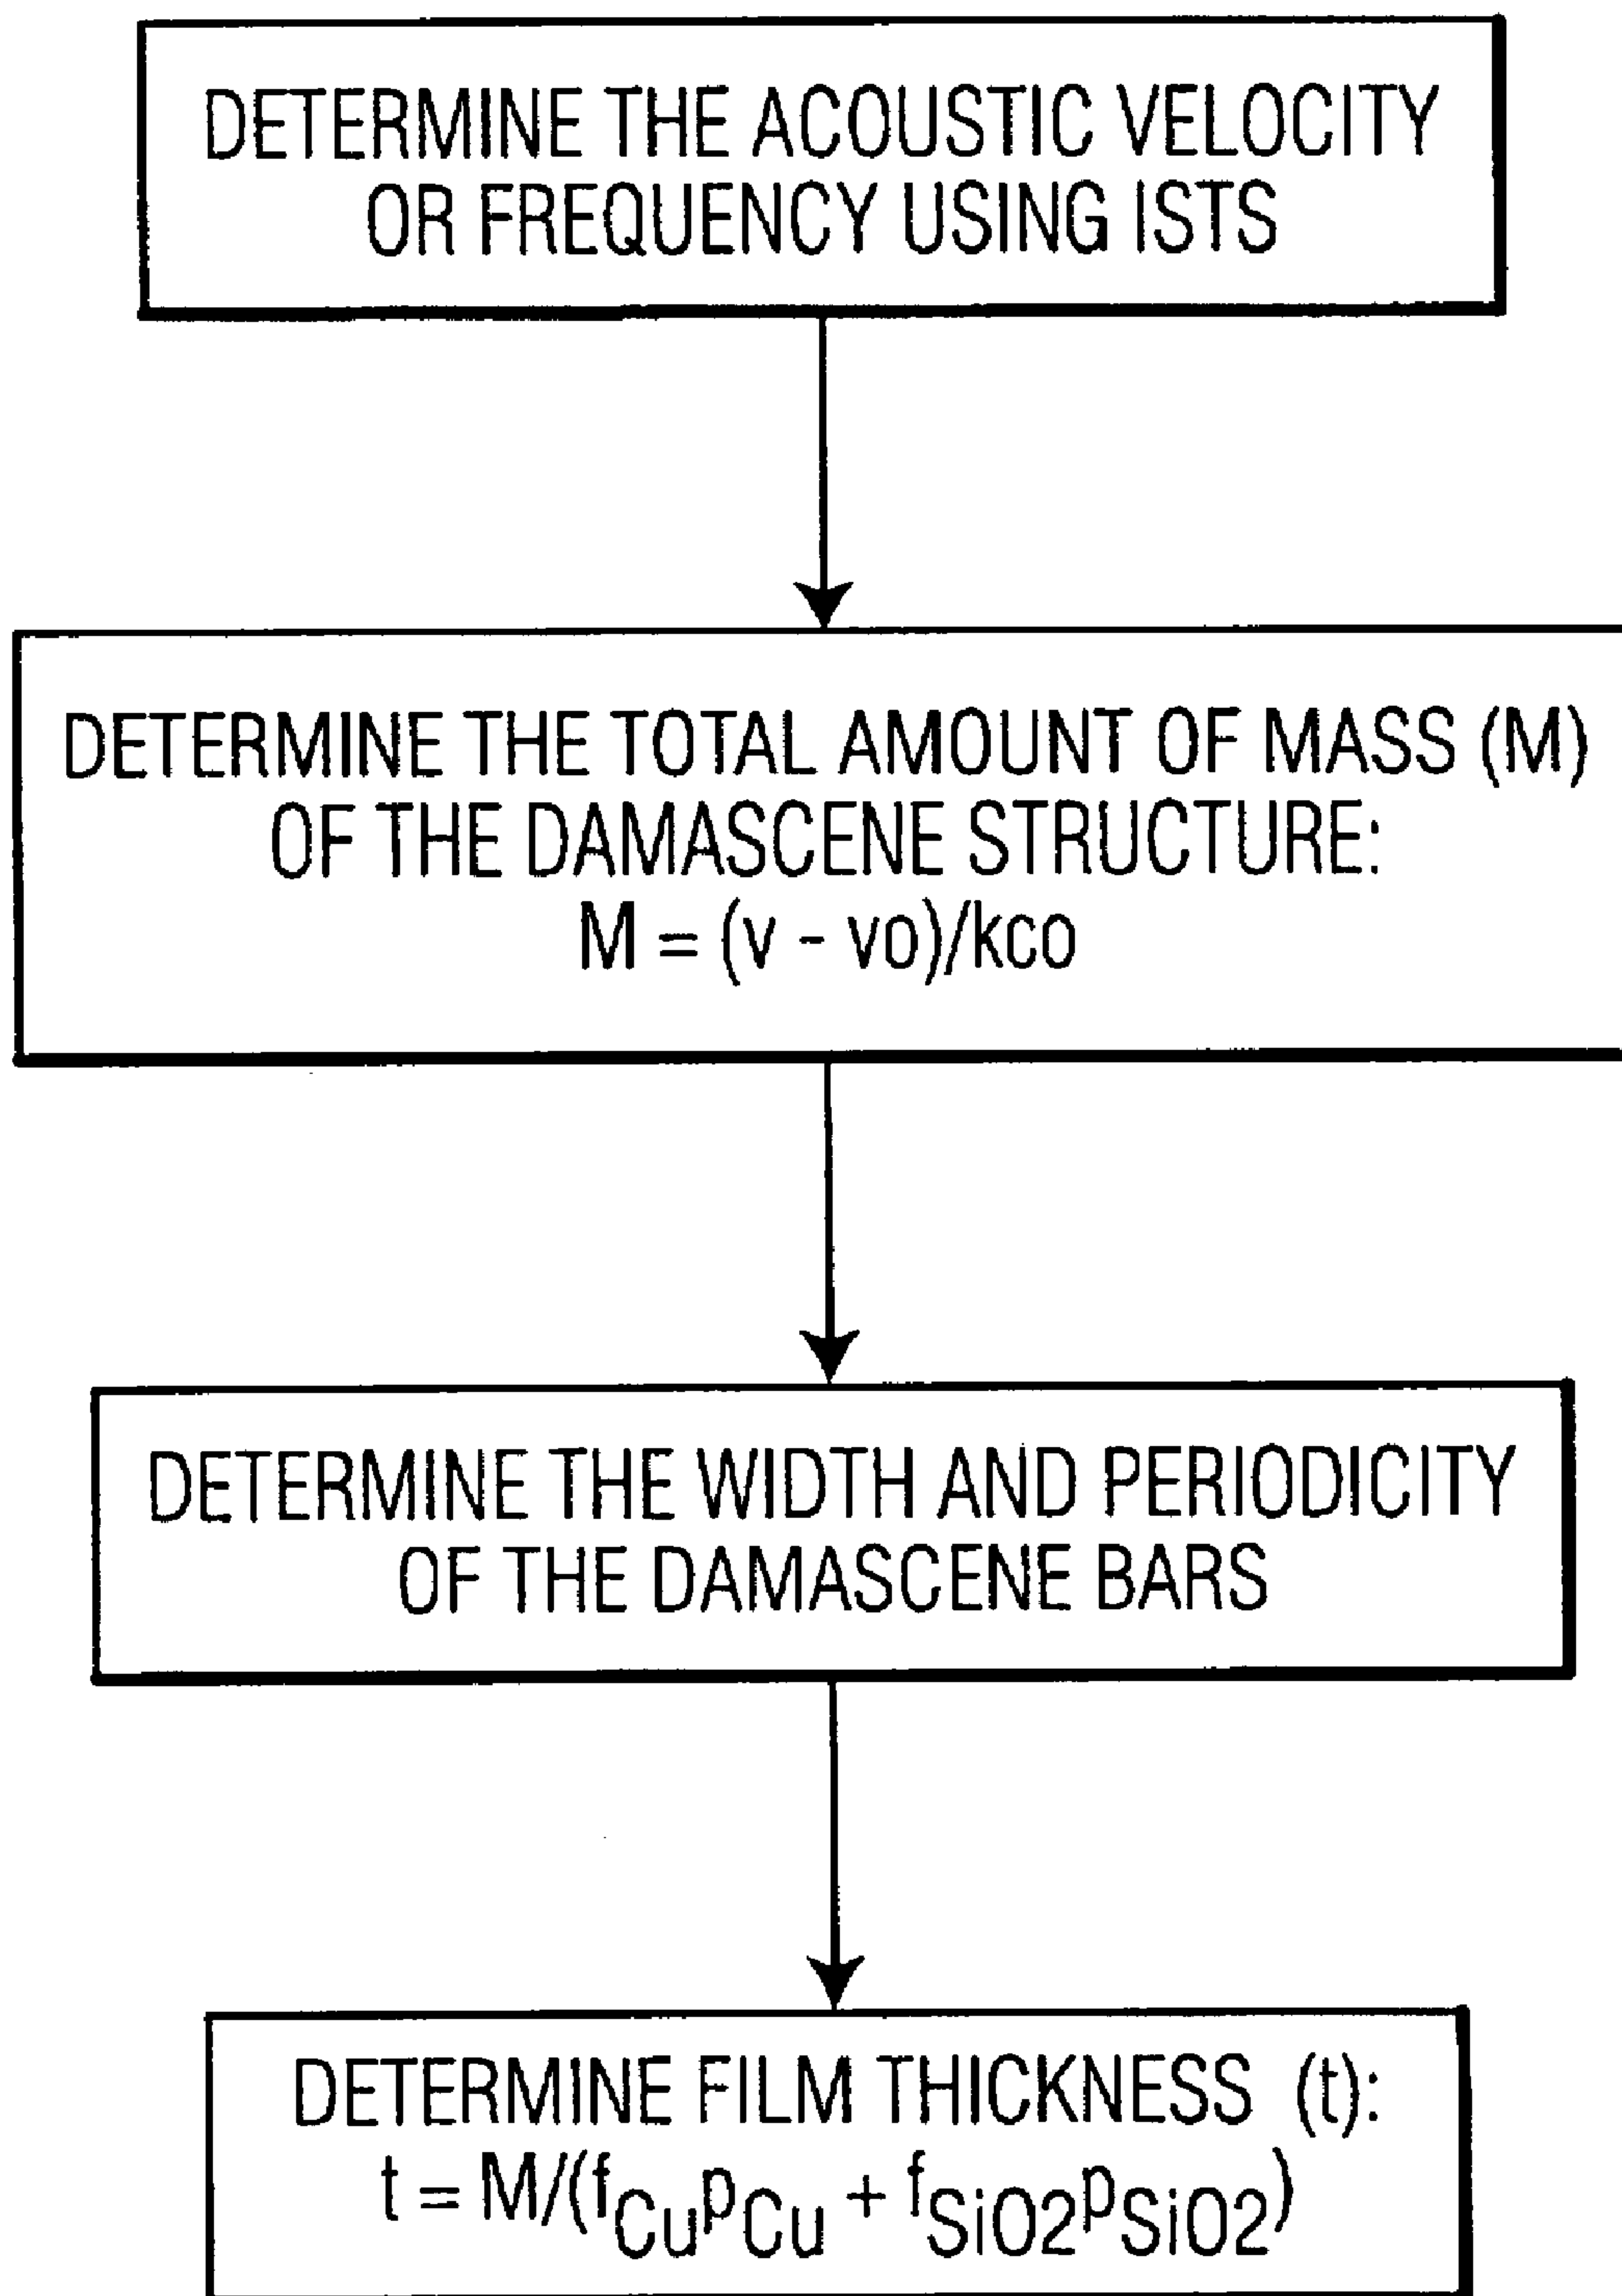 DETERMINE THE ACOUSTIC VELOCITY
OR FREQUENCY USING ISTS
DETERMINE THE TOTAL AMOUNT OF MASS (M)
OF THE DAMASCENE STRUCTURE:
M = (v - vo)/kco
DETERMINE THE WIDTH AND PERIODICITY
OF THE DAMASCENE BARS
DETERMINE FILM THICKNESS (t):
t = M/(fCupCu + fSiO2pSiO2)